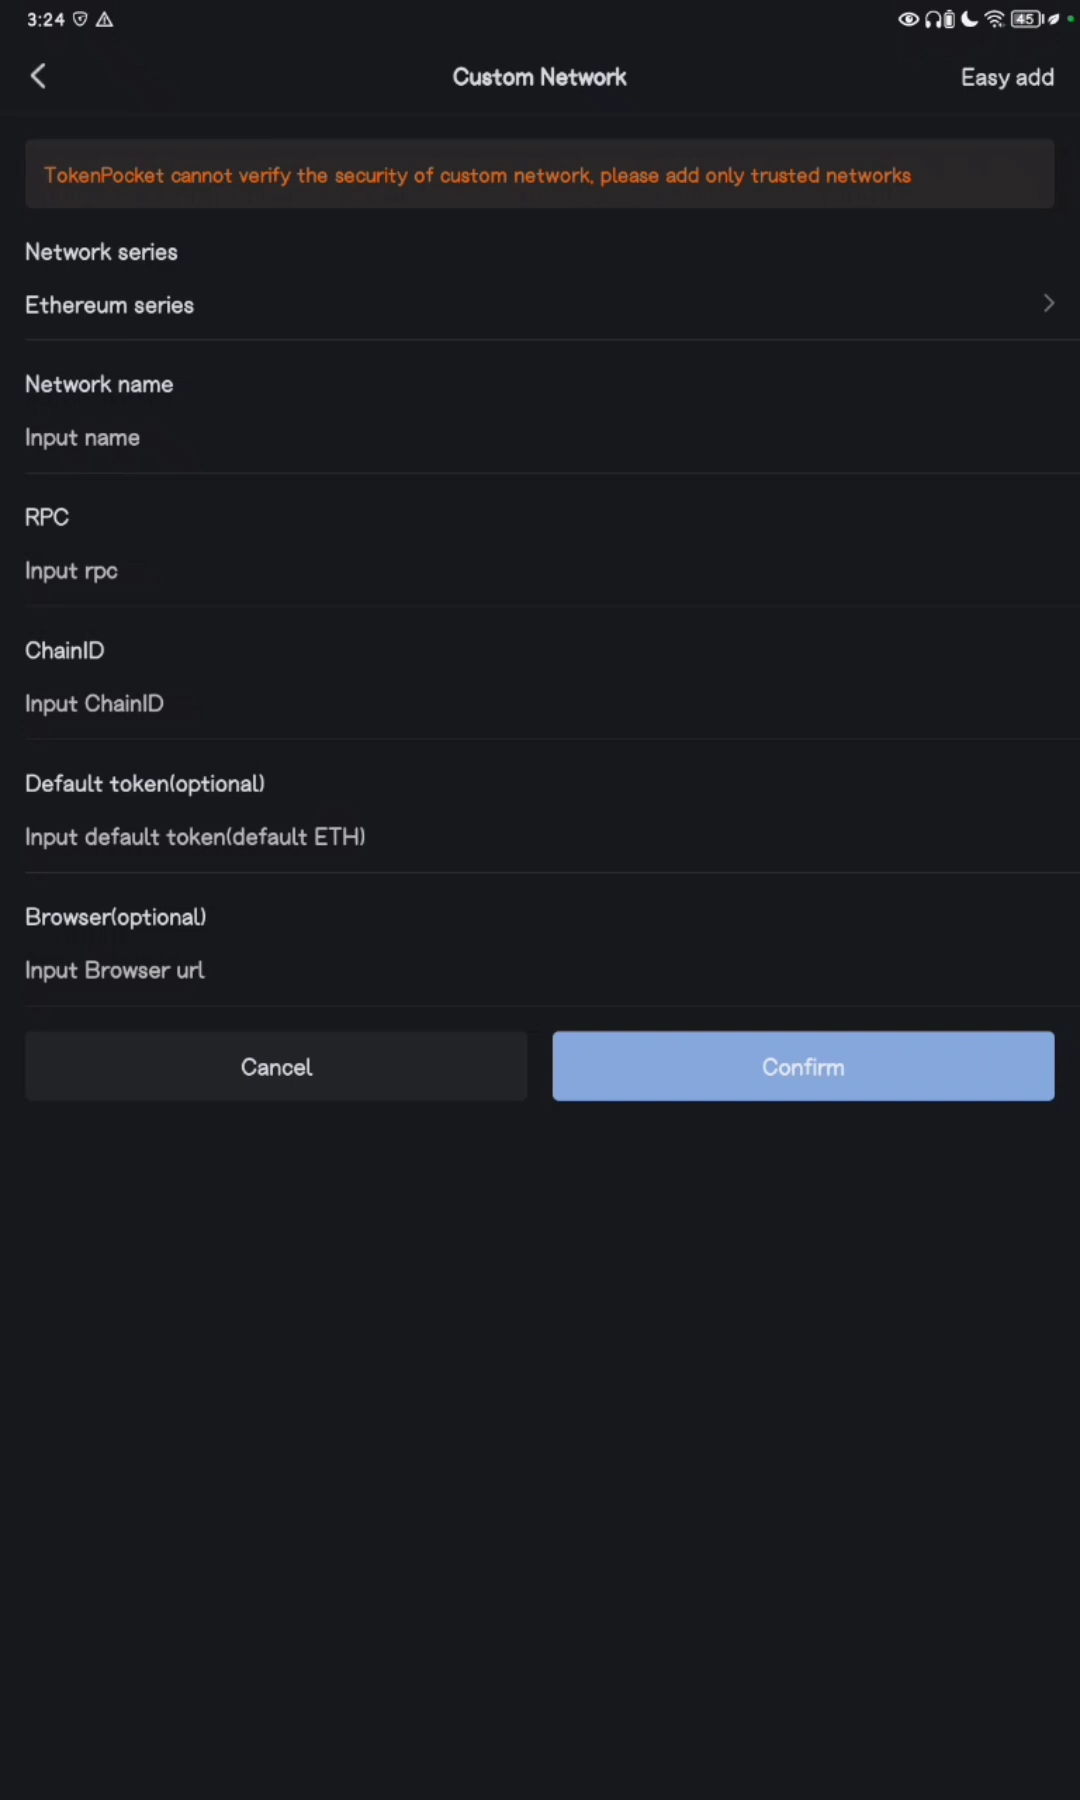 3:24
45
Custom Network
Easy add
TokenPocket cannot verify the security of custom network, please add only trusted networks
Network series
Ethereum series
Network name
Input name
RPC
Input rpc
ChainID
Input ChainID
Default token(optional)
Input default token(default ETH)
Browser(optional)
Input Browser url
Cancel
Confirm